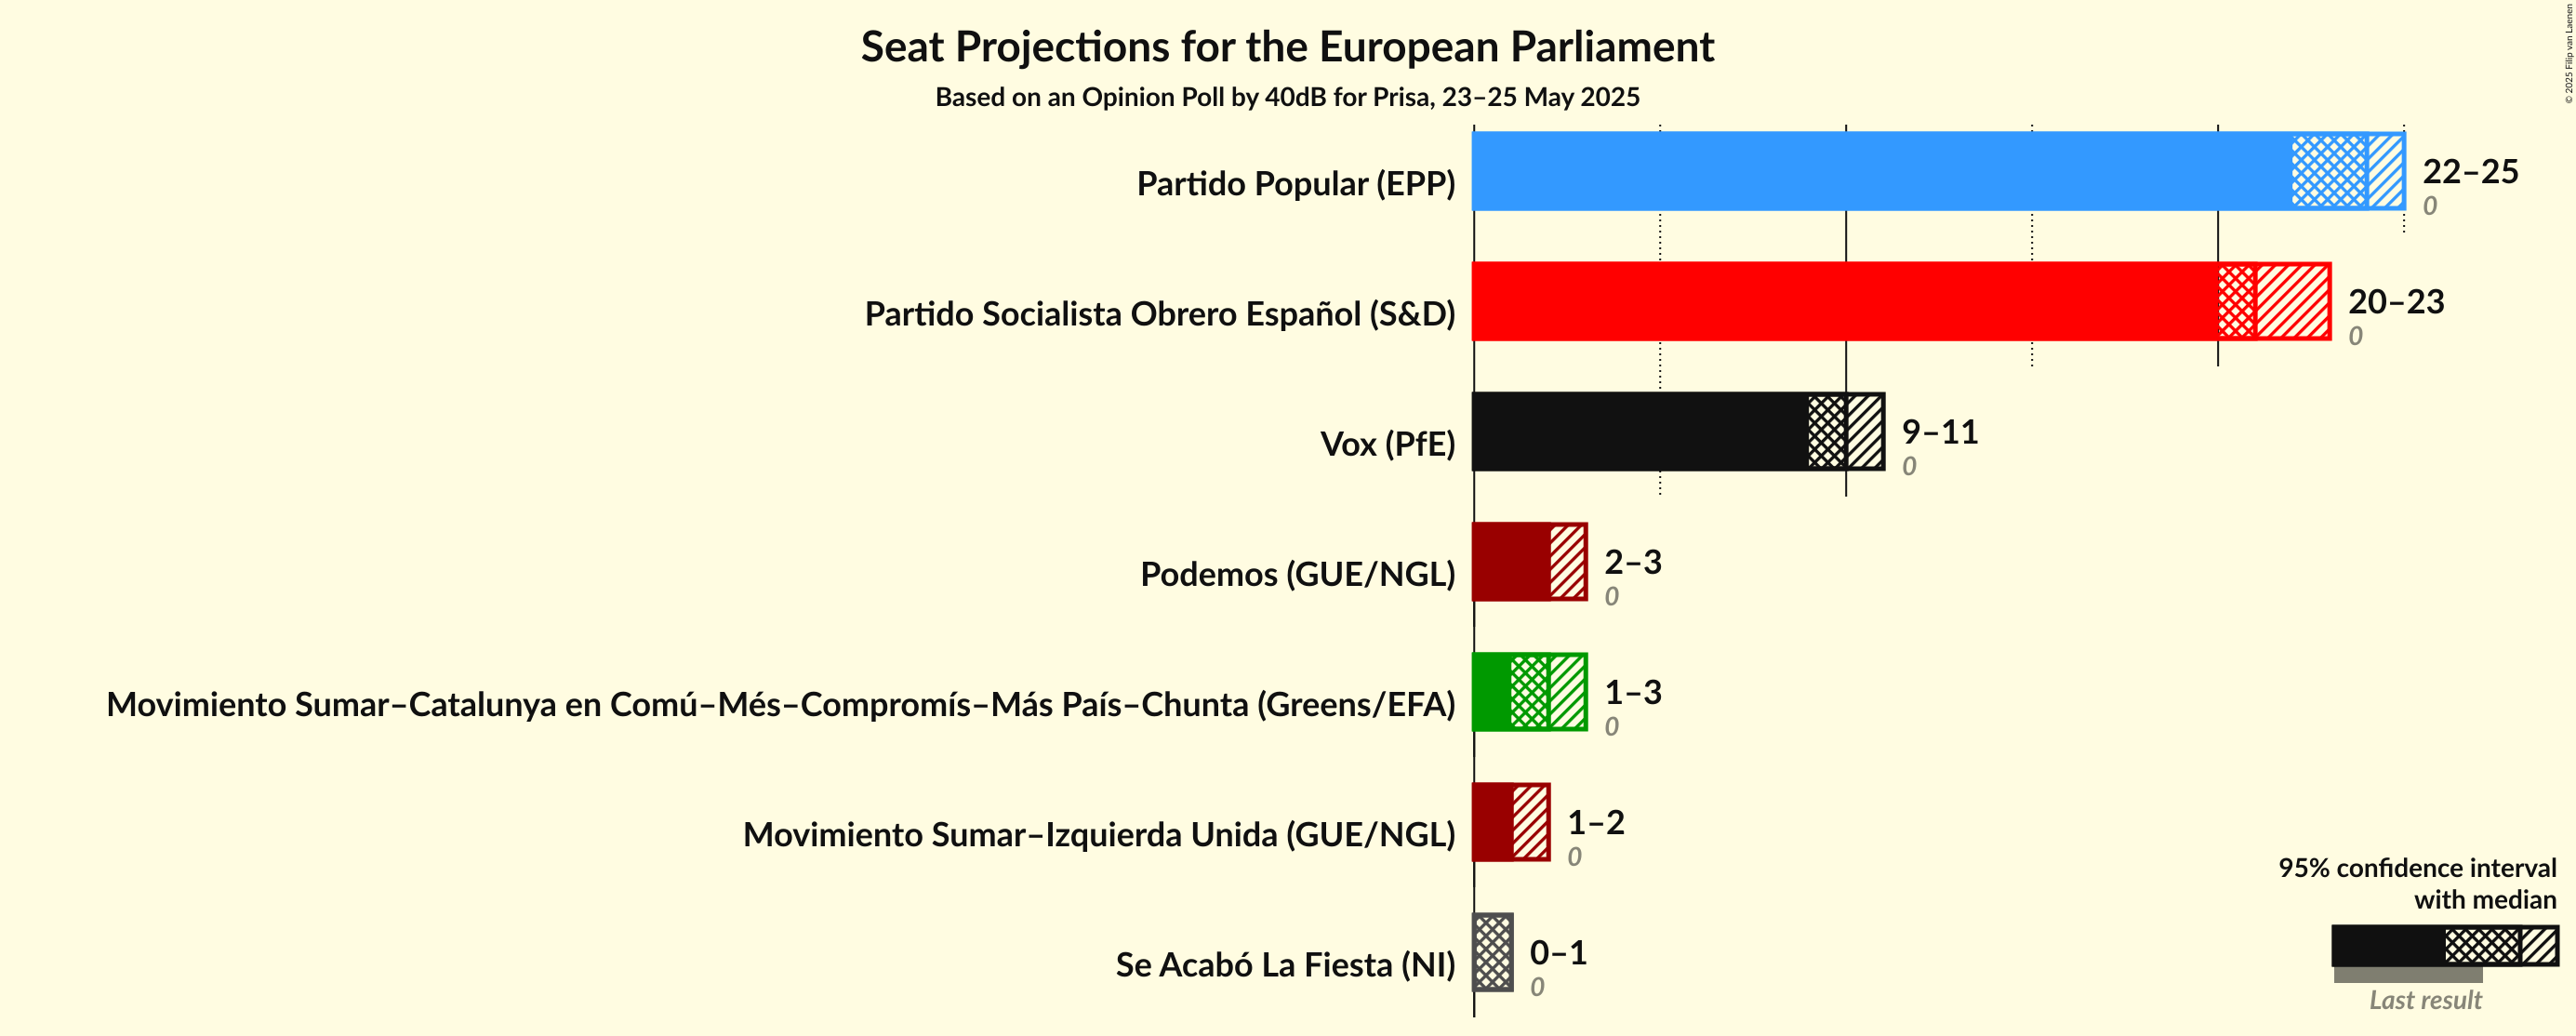 Seat Projections for the European Parliament
Based on an Opinion Poll by 40dB for Prisa, 23–25 May 2025
© 2025 Filip van Laenen
Partido Popular (EPP)
22–25
0
Partido Socialista Obrero Español (S&D)
20–23
0
Vox (PfE)
9–11
0
Podemos (GUE/NGL)
2–3
0
Movimiento Sumar–Catalunya en Comú–Més–Compromís–Más País–Chunta (Greens/EFA)
1–3
0
Movimiento Sumar–Izquierda Unida (GUE/NGL)
1–2
0
Se Acabó La Fiesta (NI)
0–1
0
95% confidence interval
with median
Last result